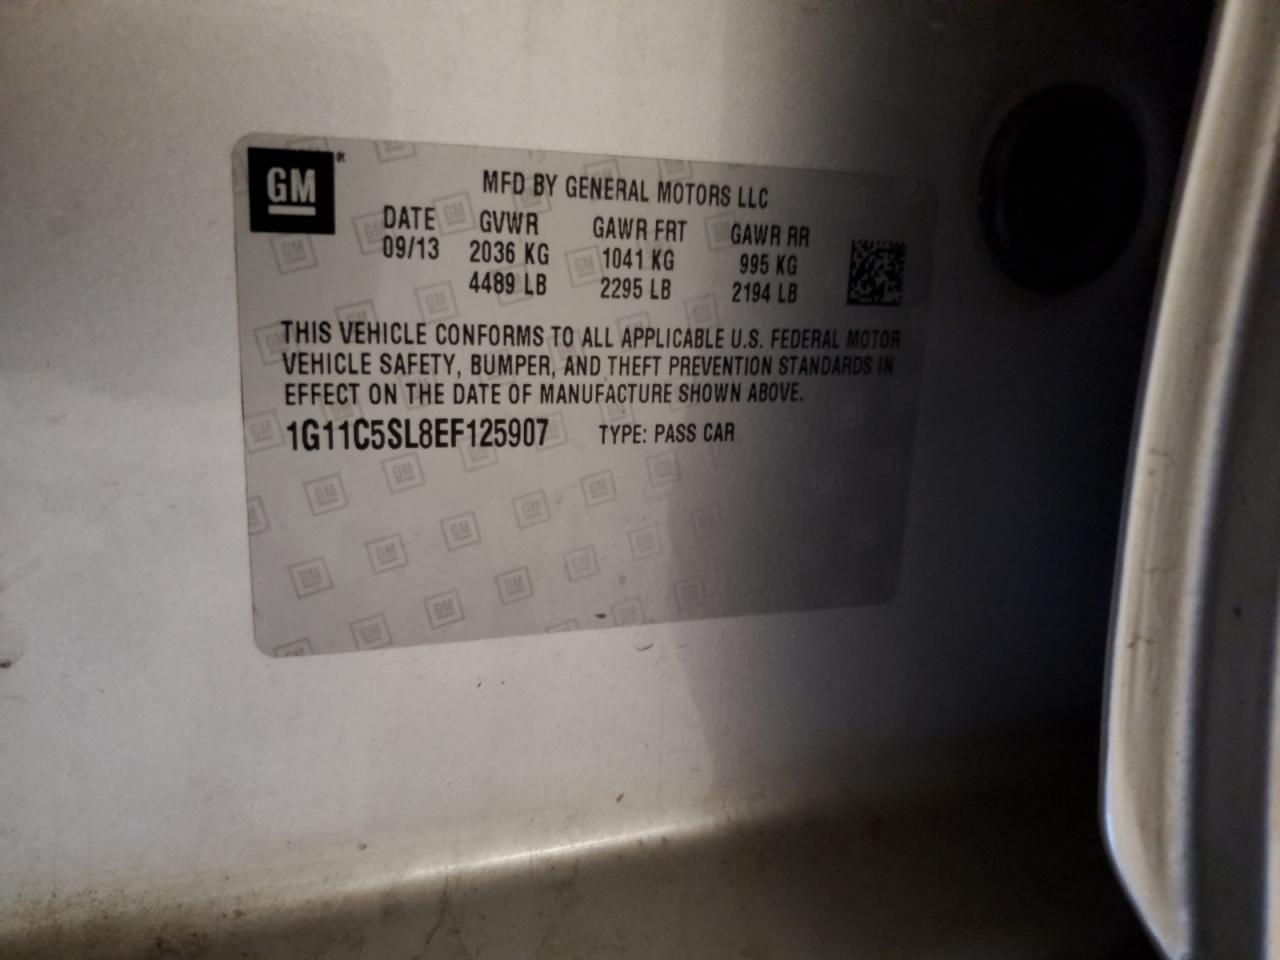 GM
MFD BY GENERAL MOTORS LLC
DATE GVWR GAWR FRT GAWR RR
09/13 2036 KG 1041 KG 995 KG
4489 LB 2295 LB 2194 LB
THIS VEHICLE CONFORMS TO ALL APPLICABLE U.S. FEDERAL MOTOR
VEHICLE SAFETY, BUMPER, AND THEFT PREVENTION STANDARDS IN
EFFECT ON THE DATE OF MANUFACTURE SHOWN ABOVE.
1G11C5SL8EF125907 TYPE: PASS CAR